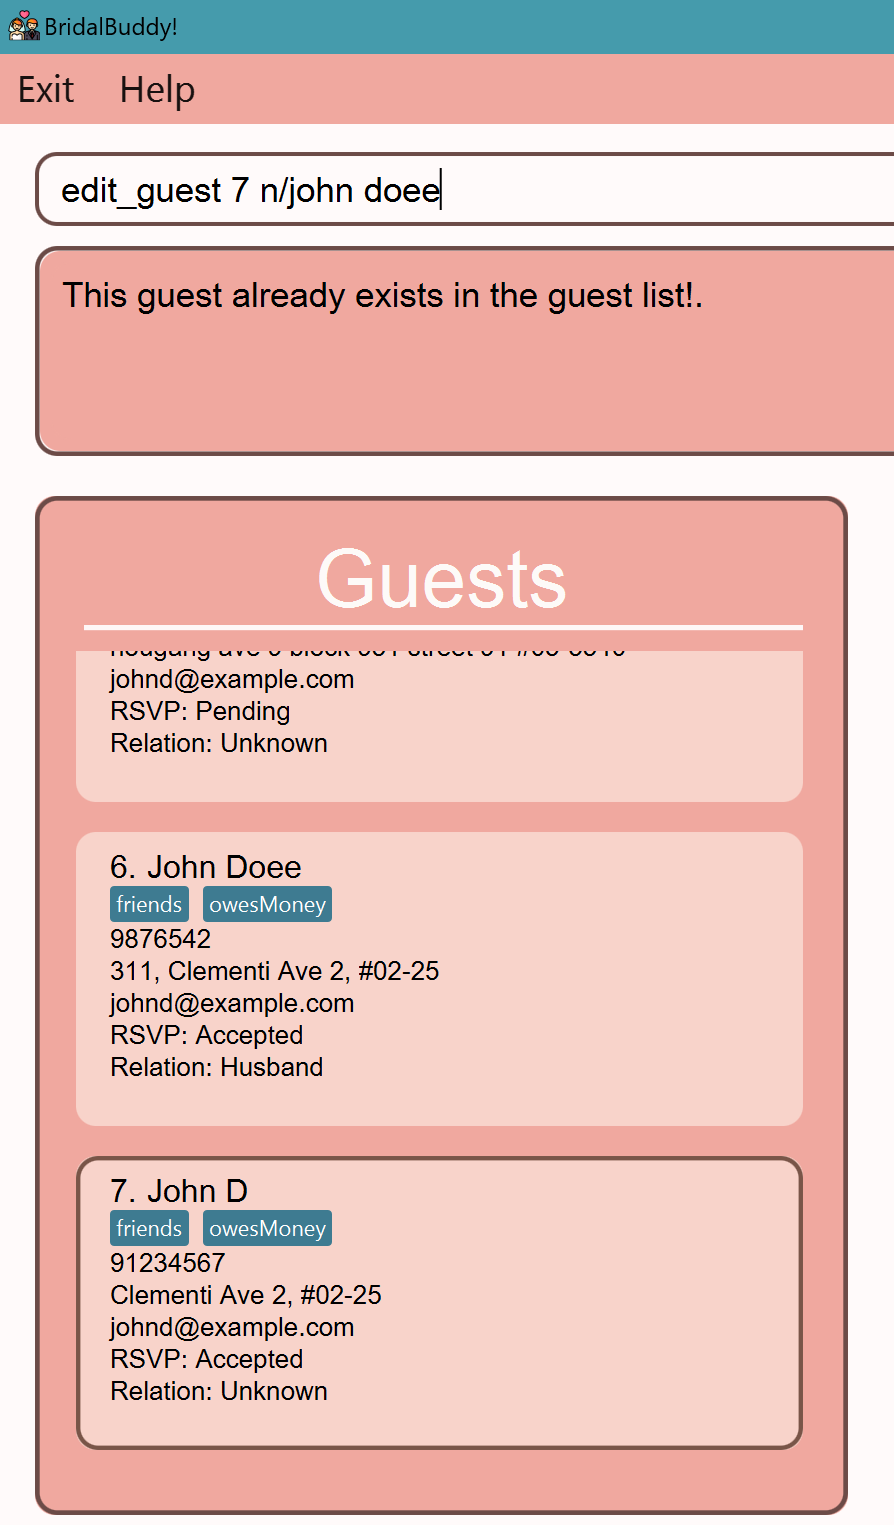 BridalBuddy!
Exit Help
edit_guest 7 n/john doee
This guest already exists in the guest list!.
Guests
johnd@example.com
RSVP: Pending
Relation: Unknown
6. John Doee
friends owesMoney
9876542
311, Clementi Ave 2, #02-25
johnd@example.com
RSVP: Accepted
Relation: Husband
7. John D
friends owesMoney
91234567
Clementi Ave 2, #02-25
johnd@example.com
RSVP: Accepted
Relation: Unknown